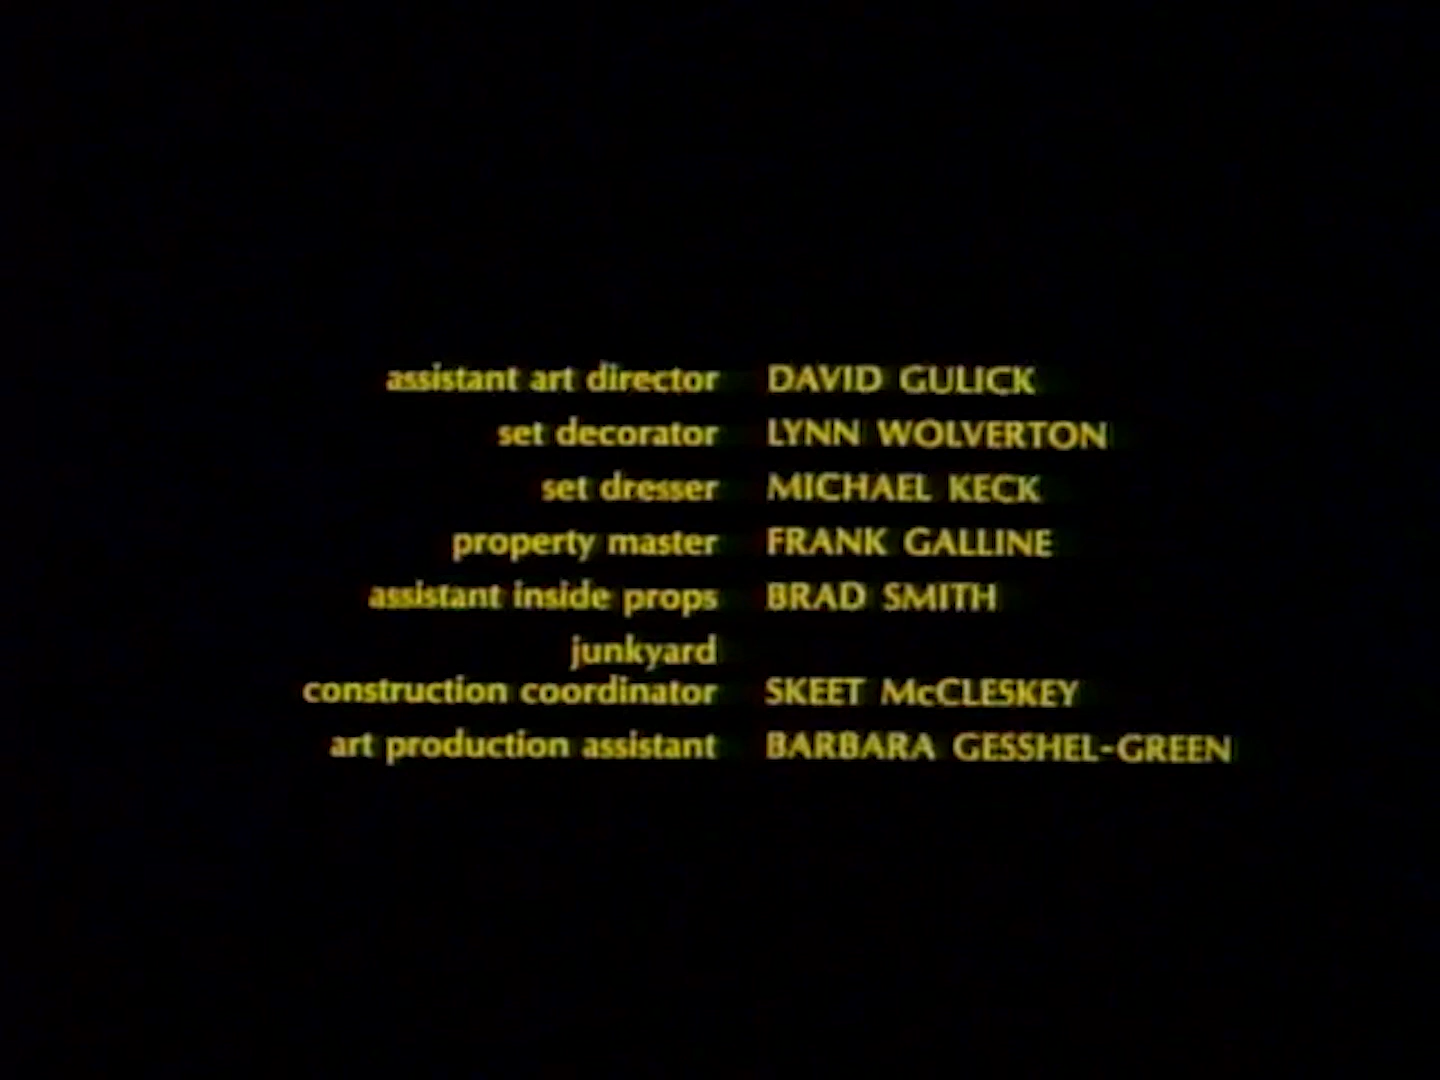 assistant art director DAVID GULICK
set decorator LYNN WOLVERTON
set dresser MICHAEL KECK
property master FRANK GALLINE
assistant inside props BRAD SMITH
junkyard
construction coordinator SKEET McCLESKEY
art production assistant BARBARA GESSHEL-GREEN